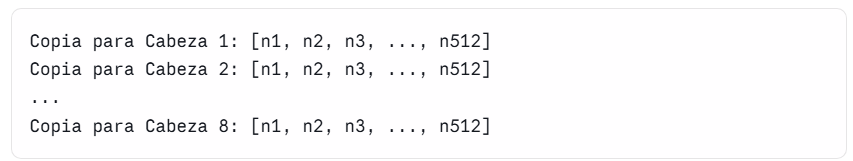 Copia para Cabeza 1: [n1, n2, n3, ..., n512]
Copia para Cabeza 2: [n1, n2, n3, ..., n512]
...
Copia para Cabeza 8: [n1, n2, n3, ..., n512]